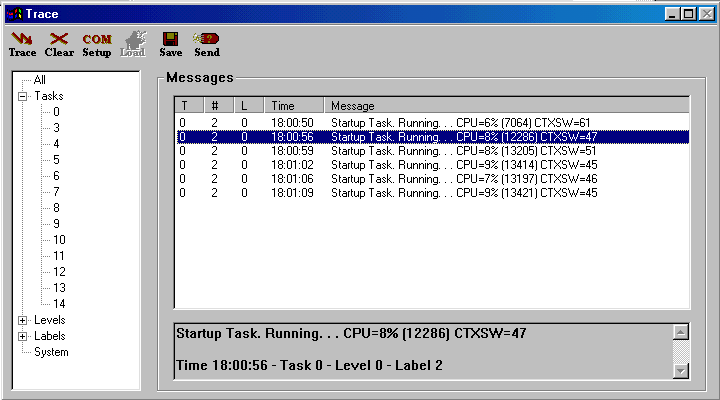 Trace
Trace Clear COM Setup Load Save Send
All
Tasks
0
3
4
5
6
7
8
9
10
11
12
13
14
Levels
Labels
System
Messages
T # L Time Message
0 2 0 18:00:50 Startup Task. Running. . . CPU=6% (7064) CTXSW=61
0 2 0 18:00:56 Startup Task. Running. . . CPU=8% (12286) CTXSW=47
0 2 0 18:00:59 Startup Task. Running. . . CPU=8% (13205) CTXSW=51
0 2 0 18:01:02 Startup Task. Running. . . CPU=9% (13414) CTXSW=45
0 2 0 18:01:06 Startup Task. Running. . . CPU=7% (13197) CTXSW=46
0 2 0 18:01:09 Startup Task. Running. . . CPU=9% (13421) CTXSW=45
Startup Task. Running. . . CPU=8% (12286) CTXSW=47
Time 18:00:56 - Task 0 - Level 0 - Label 2